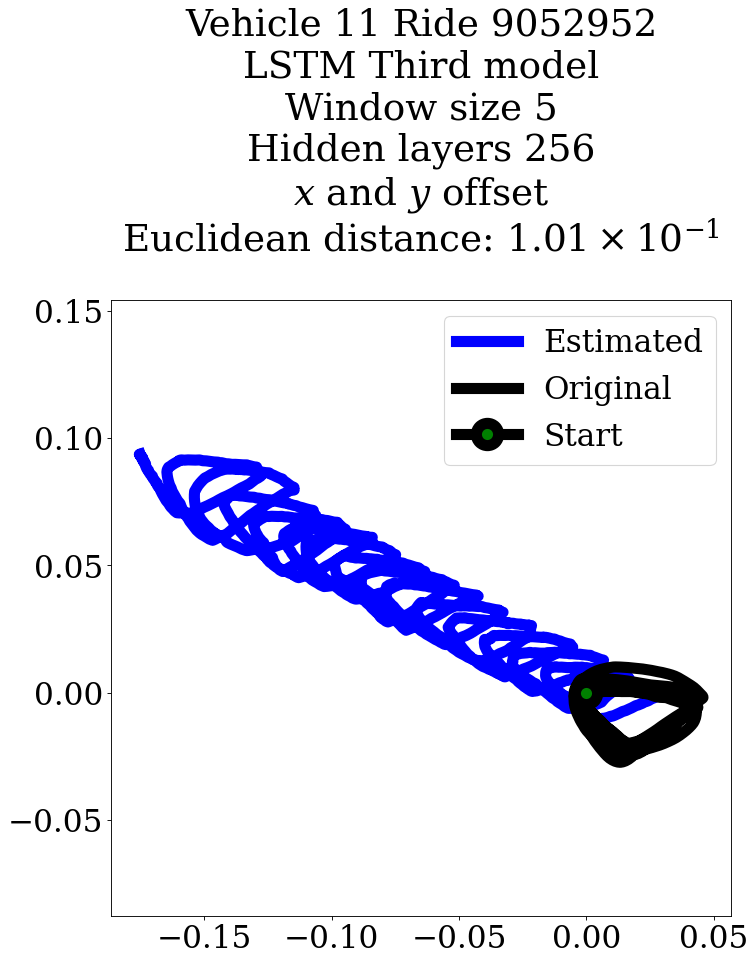 Vehicle 11 Ride 9052952
LSTM Third model
Window size 5
Hidden layers 256
x and y offset
Euclidean distance: 1.01 × 10⁻¹
Estimated
Original
Start
0.15
0.10
0.05
0.00
−0.05
−0.15
−0.10
−0.05
0.00
0.05